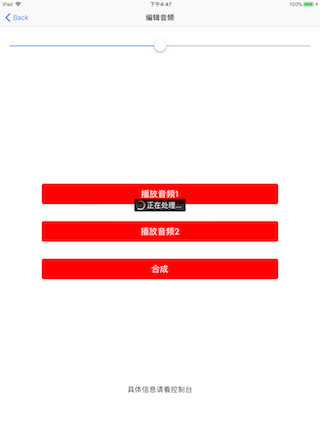 iPad 下午4:47 100%
Back 编辑音频
播放音频1
正在处理...
播放音频2
合成
具体信息请看控制台